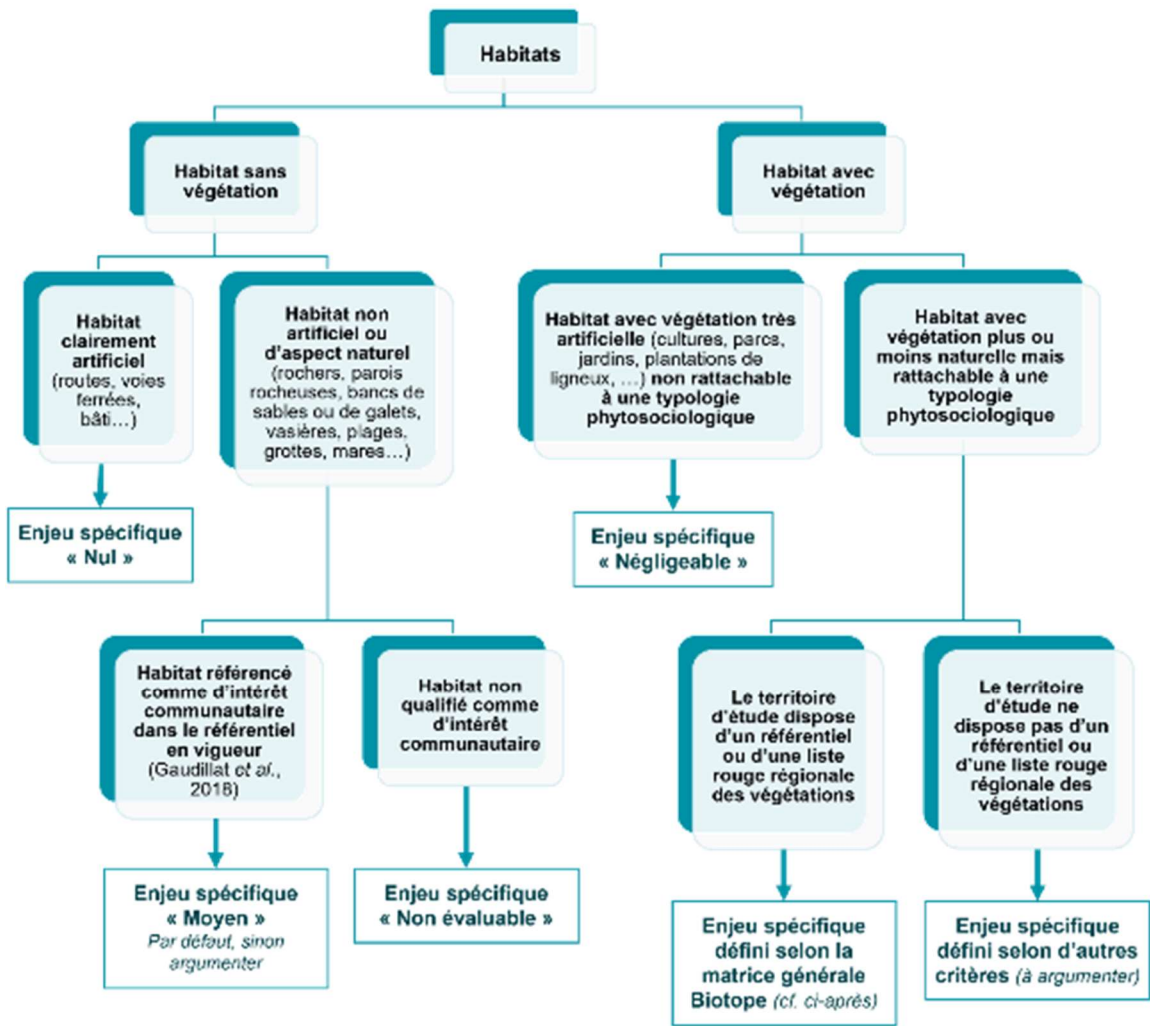 Habitats
Habitat sans
végétation
Habitat avec
végétation
Habitat
clairement
artificiel
(routes, voies
ferrées,
bâti…)
Habitat non
artificiel ou
d'aspect naturel
(rochers, parois
rocheuses, bancs de
sables ou de galets,
vasières, plages,
grottes, mares…)
Habitat avec végétation très
artificielle (cultures, parcs,
jardins, plantations de
ligneux, …) non rattachable
à une typologie
phytosociologique
Habitat avec
végétation plus ou
moins naturelle mais
rattachable à une
typologie
phytosociologique
Enjeu spécifique
« Nul »
Enjeu spécifique
« Négligeable »
Habitat référencé
comme d'intérêt
communautaire
dans le référentiel
en vigueur
(Gaudillat et al.,
2018)
Habitat non
qualifié comme
d'intérêt
communautaire
Le territoire
d'étude dispose
d'un référentiel
ou d'une liste
rouge régionale
des végétations
Le territoire
d'étude ne
dispose pas d'un
référentiel ou
d'une liste rouge
régionale des
végétations
Enjeu spécifique
« Moyen »
Par défaut, sinon
argumenter
Enjeu spécifique
« Non évaluable »
Enjeu spécifique
défini selon la
matrice générale
Biotope (cf. ci-après)
Enjeu spécifique
défini selon d'autres
critères (à argumenter)